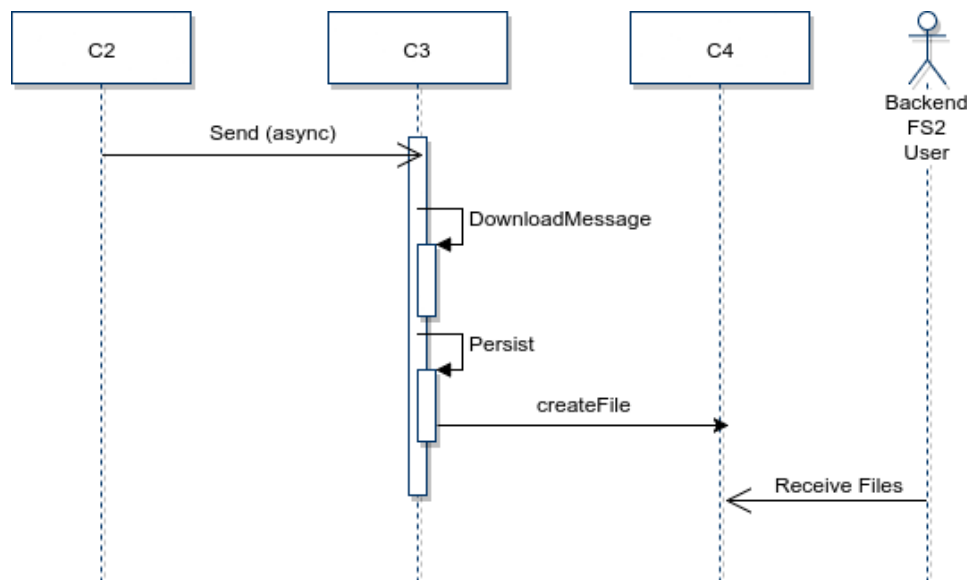 C2
C3
C4
Backend
FS2
User
Send (async)
DownloadMessage
Persist
createFile
Receive Files